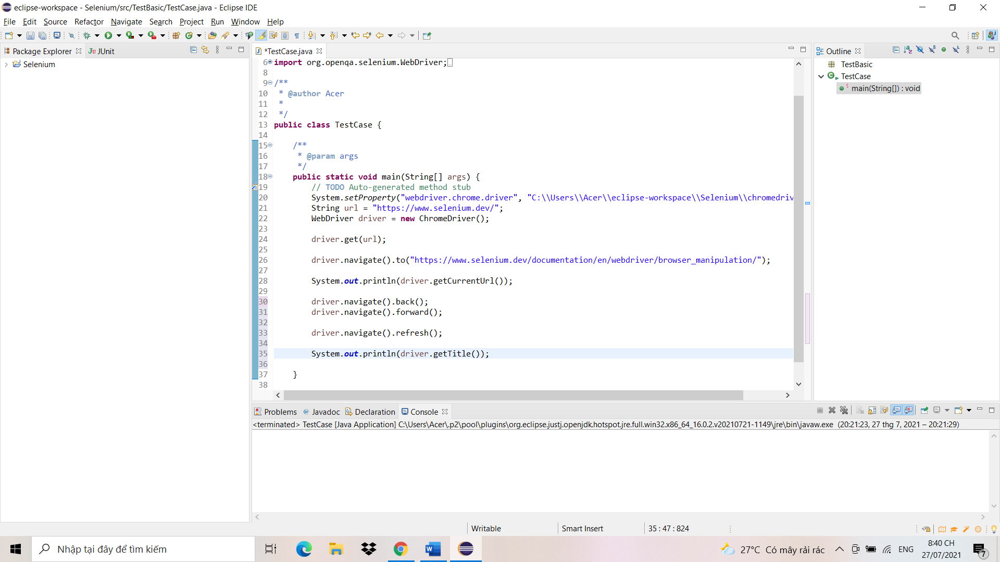 eclipse-workspace - Selenium/src/TestBasic/TestCase.java - Eclipse IDE
File Edit Source Refactor Navigate Search Project Run Window Help
Package Explorer JUnit
Selenium
*TestCase.java
6 import org.openqa.selenium.WebDriver;
8
9 /**
10 * @author Acer
11 *
12 */
13 public class TestCase {
14
15 /**
16 * @param args
17 */
18 public static void main(String[] args) {
19 // TODO Auto-generated method stub
20 System.setProperty("webdriver.chrome.driver", "C:\\Users\\Acer\\eclipse-workspace\\Selenium\\chromedriv
21 String url = "https://www.selenium.dev/";
22 WebDriver driver = new ChromeDriver();
23
24 driver.get(url);
25
26 driver.navigate().to("https://www.selenium.dev/documentation/en/webdriver/browser_manipulation/");
27
28 System.out.println(driver.getCurrentUrl());
29
30 driver.navigate().back();
31 driver.navigate().forward();
32
33 driver.navigate().refresh();
34
35 System.out.println(driver.getTitle());
36
37 }
38
Outline
TestBasic
TestCase
main(String[]) : void
Problems @ Javadoc Declaration Console
<terminated> TestCase [Java Application] C:\Users\Acer\.p2\pool\plugins\org.eclipse.justj.openjdk.hotspot.jre.full.win32.x86_64_16.0.2.v20210721-1149\jre\bin\javaw.exe (20:21:23, 27 thg 7, 2021 – 20:21:29)
Writable Smart Insert 35 : 47 : 824
Nhập tại đây để tìm kiếm
27°C Có mây rải rác ENG
8:40 CH
27/07/2021
7